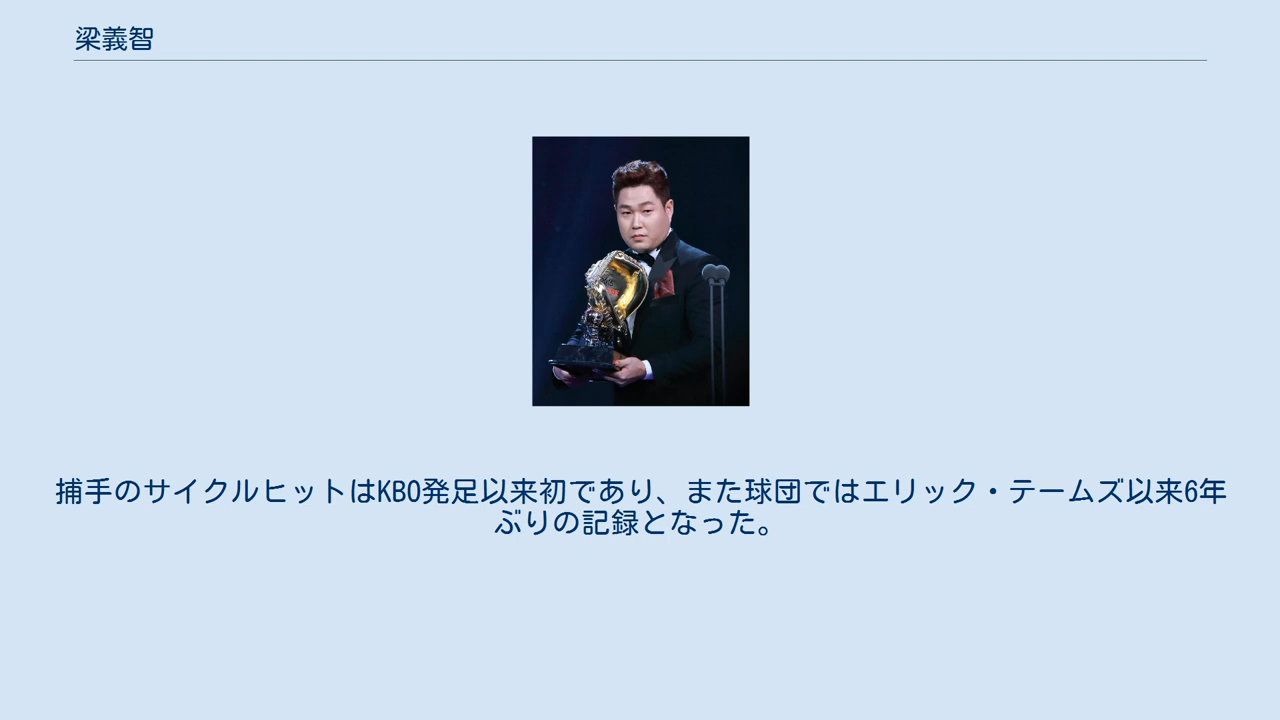 梁義智
捕手のサイクルヒットはKBO発足以来初であり、また球団ではエリック・テームズ以来6年
ぶりの記録となった。